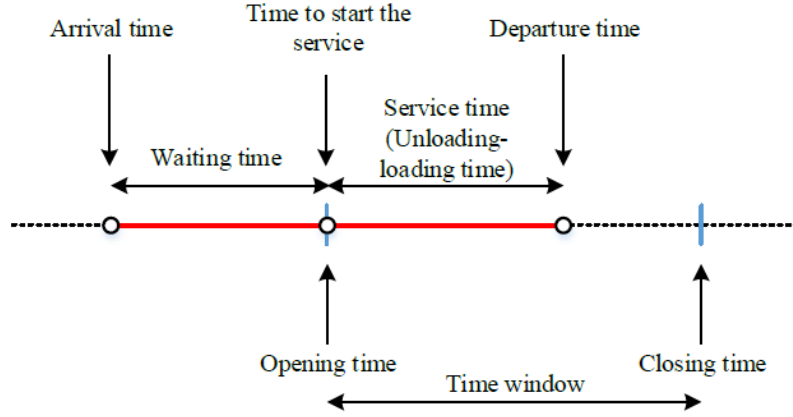 Arrival time
Time to start the
service
Departure time
Waiting time
Service time
(Unloading-
loading time)
Opening time
Closing time
Time window